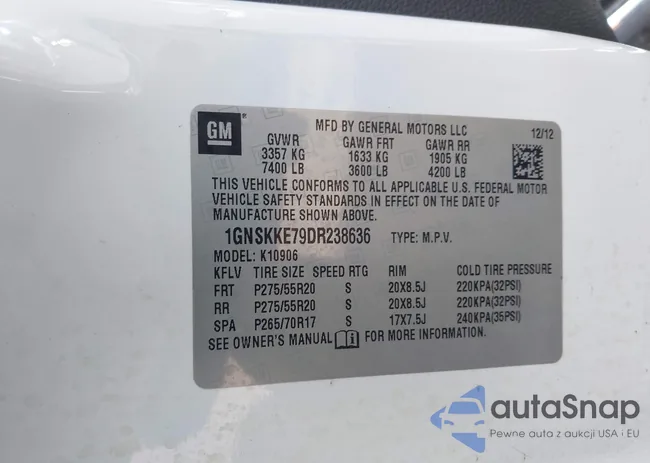 GM
MFD BY GENERAL MOTORS LLC 12/12
GVWR GAWR FRT GAWR RR
3357 KG 1633 KG 1905 KG
7400 LB 3600 LB 4200 LB
THIS VEHICLE CONFORMS TO ALL APPLICABLE U.S. FEDERAL MOTOR
VEHICLE SAFETY STANDARDS IN EFFECT ON THE DATE OF
MANUFACTURE SHOWN ABOVE.
1GNSKKE79DR238636 TYPE: M.P.V.
MODEL: K10906
KFLV TIRE SIZE SPEED RTG RIM COLD TIRE PRESSURE
FRT P275/55R20 S 20X8.5J 220KPA(32PSI)
RR P275/55R20 S 20X8.5J 220KPA(32PSI)
SPA P265/70R17 S 17X7.5J 240KPA(35PSI)
SEE OWNER'S MANUAL FOR MORE INFORMATION.
autaSnap
Pewne auta z aukcji USA i EU